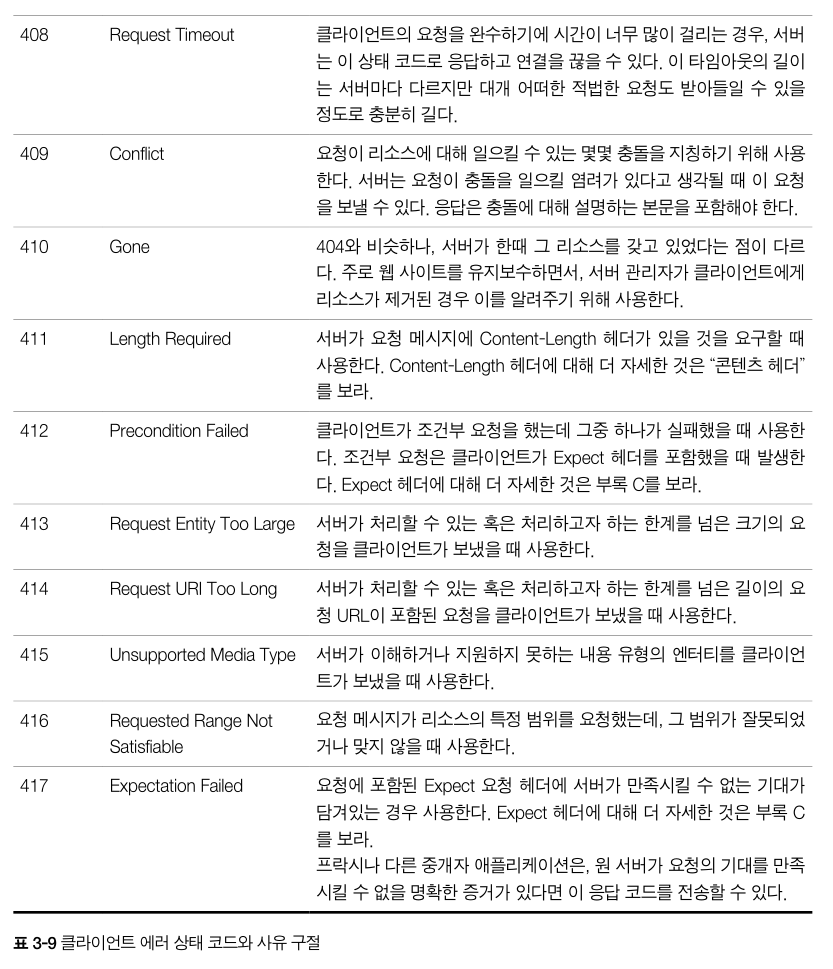 408 Request Timeout 클라이언트의 요청을 완수하기에 시간이 너무 많이 걸리는 경우, 서버
는 이 상태 코드로 응답하고 연결을 끊을 수 있다. 이 타임아웃의 길이
는 서버마다 다르지만 대개 어떠한 적법한 요청도 받아들일 수 있을
정도로 충분히 길다.
409 Conflict 요청이 리소스에 대해 일으킬 수 있는 몇몇 충돌을 지칭하기 위해 사용
한다. 서버는 요청이 충돌을 일으킬 염려가 있다고 생각될 때 이 요청
을 보낼 수 있다. 응답은 충돌에 대해 설명하는 본문을 포함해야 한다.
410 Gone 404와 비슷하나, 서버가 한때 그 리소스를 갖고 있었다는 점이 다르
다. 주로 웹 사이트를 유지보수하면서, 서버 관리자가 클라이언트에게
리소스가 제거된 경우 이를 알려주기 위해 사용한다.
411 Length Required 서버가 요청 메시지에 Content-Length 헤더가 있을 것을 요구할 때
사용한다. Content-Length 헤더에 대해 더 자세한 것은 “콘텐츠 헤더”
를 보라.
412 Precondition Failed 클라이언트가 조건부 요청을 했는데 그중 하나가 실패했을 때 사용한
다. 조건부 요청은 클라이언트가 Expect 헤더를 포함했을 때 발생한
다. Expect 헤더에 대해 더 자세한 것은 부록 C를 보라.
413 Request Entity Too Large 서버가 처리할 수 있는 혹은 처리하고자 하는 한계를 넘은 크기의 요
청을 클라이언트가 보냈을 때 사용한다.
414 Request URI Too Long 서버가 처리할 수 있는 혹은 처리하고자 하는 한계를 넘은 길이의 요
청 URL이 포함된 요청을 클라이언트가 보냈을 때 사용한다.
415 Unsupported Media Type 서버가 이해하거나 지원하지 못하는 내용 유형의 엔터티를 클라이언
트가 보냈을 때 사용한다.
416 Requested Range Not 요청 메시지가 리소스의 특정 범위를 요청했는데, 그 범위가 잘못되었
Satisfiable 거나 맞지 않을 때 사용한다.
417 Expectation Failed 요청에 포함된 Expect 요청 헤더에 서버가 만족시킬 수 없는 기대가
담겨있는 경우 사용한다. Expect 헤더에 대해 더 자세한 것은 부록 C
를 보라.
프락시나 다른 중개자 애플리케이션은, 원 서버가 요청의 기대를 만족
시킬 수 없을 명확한 증거가 있다면 이 응답 코드를 전송할 수 있다.
표 3-9 클라이언트 에러 상태 코드와 사유 구절